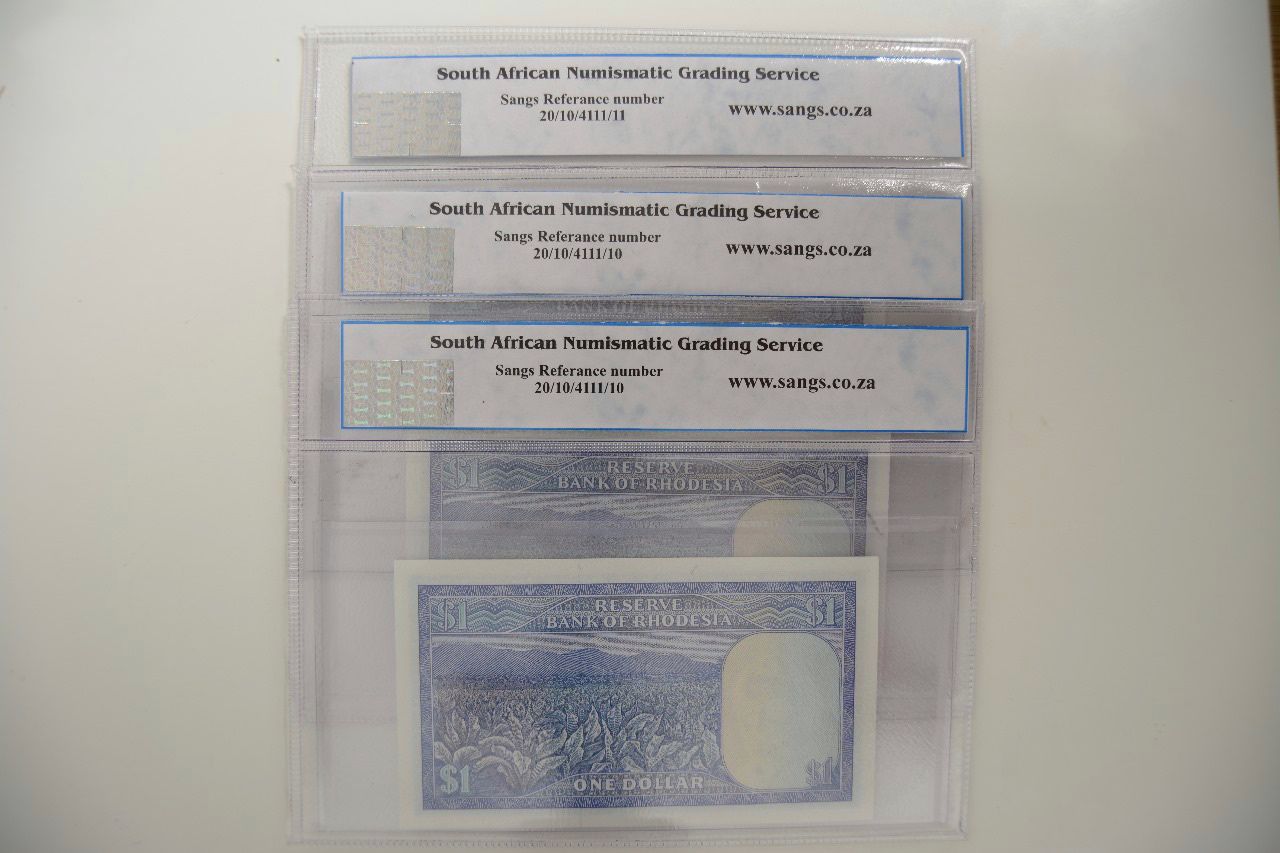 South African Numismatic Grading Service
Sangs Referance number
20/10/4111/11
www.sangs.co.za
South African Numismatic Grading Service
Sangs Referance number
20/10/4111/10
www.sangs.co.za
BANK OF RHODESIA
South African Numismatic Grading Service
Sangs Referance number
20/10/4111/10
www.sangs.co.za
$1 RESERVE $1
BANK OF RHODESIA
$1 RESERVE $1
BANK OF RHODESIA
$1 ONE DOLLAR $1